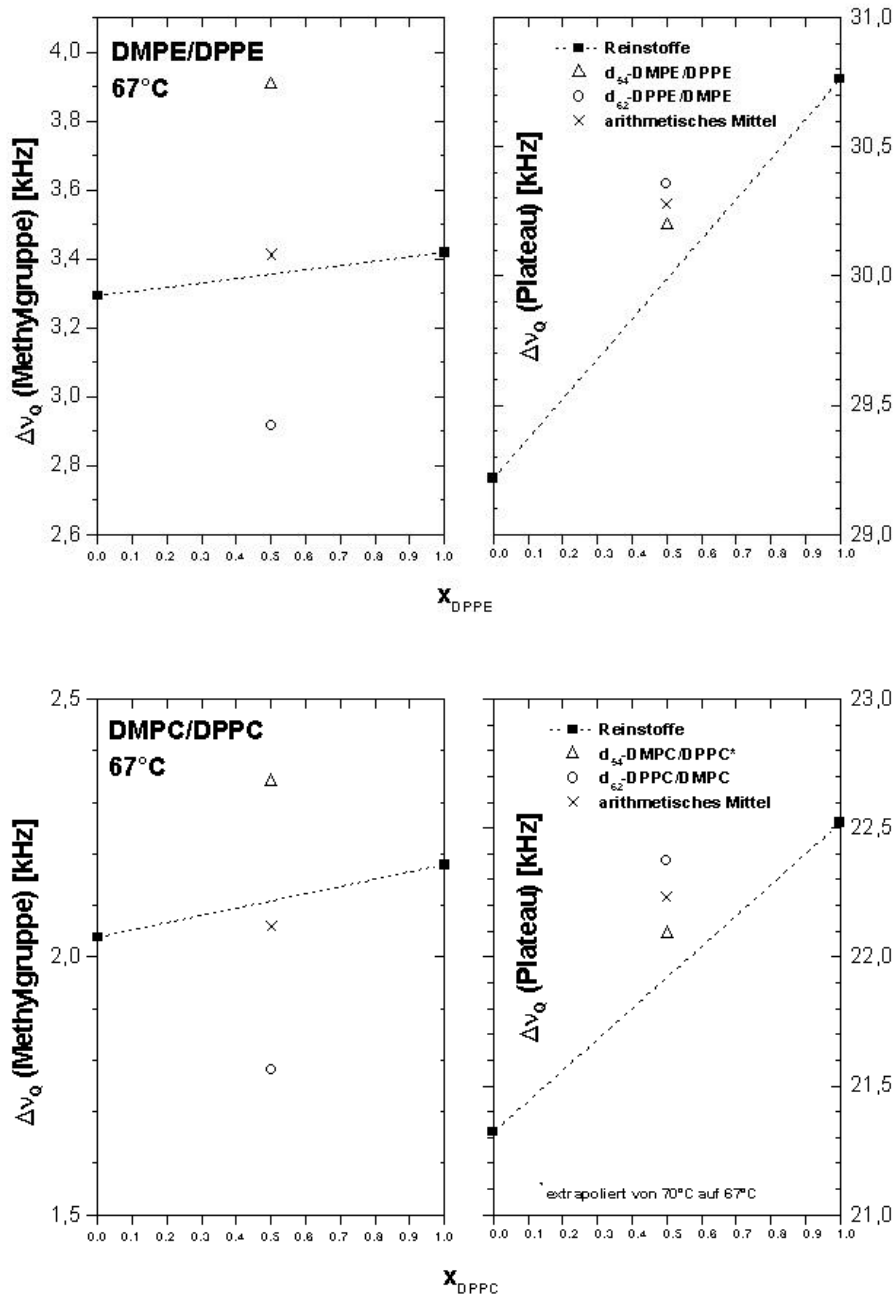 DMPE/DPPE
67°C
Δν_Q (Methylgruppe) [kHz]
4,0
3,8
3,6
3,4
3,2
3,0
2,8
2,6
0.0 0.1 0.2 0.3 0.4 0.5 0.6 0.7 0.8 0.9 1.0
Reinstoffe
d54-DMPE/DPPE
d62-DPPE/DMPE
arithmetisches Mittel
Δν_Q (Plateau) [kHz]
31,0
30,5
30,0
29,5
29,0
0.0 0.1 0.2 0.3 0.4 0.5 0.6 0.7 0.8 0.9 1.0
X_DPPE
DMPC/DPPC
67°C
Δν_Q (Methylgruppe) [kHz]
2,5
2,0
1,5
0.0 0.1 0.2 0.3 0.4 0.5 0.6 0.7 0.8 0.9 1.0
Reinstoffe
d54-DMPC/DPPC*
d62-DPPC/DMPC
arithmetisches Mittel
Δν_Q (Plateau) [kHz]
23,0
22,5
22,0
21,5
21,0
* extrapoliert von 70°C auf 67°C
0.0 0.1 0.2 0.3 0.4 0.5 0.6 0.7 0.8 0.9 1.0
X_DPPC